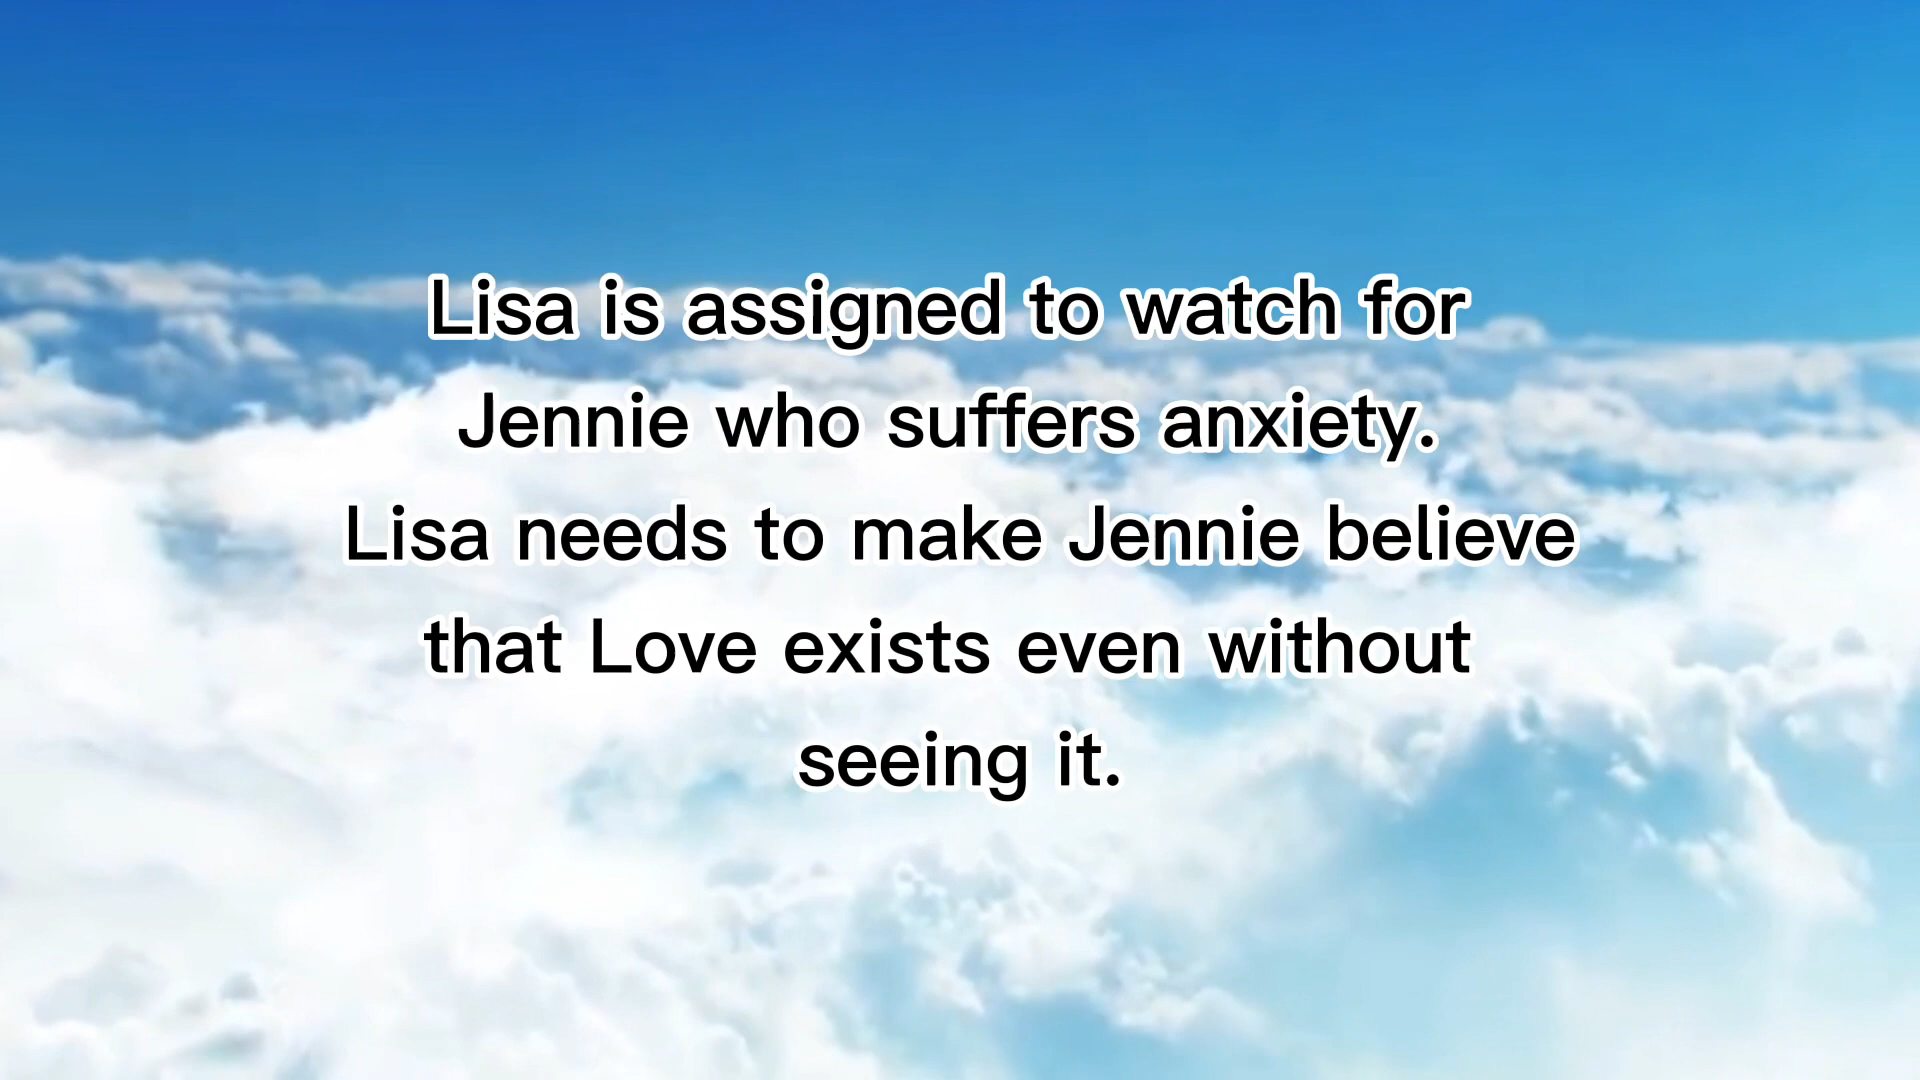 Lisa is assigned to watch for
Jennie who suffers anxiety.
Lisa needs to make Jennie believe
that Love exists even without
seeing it.